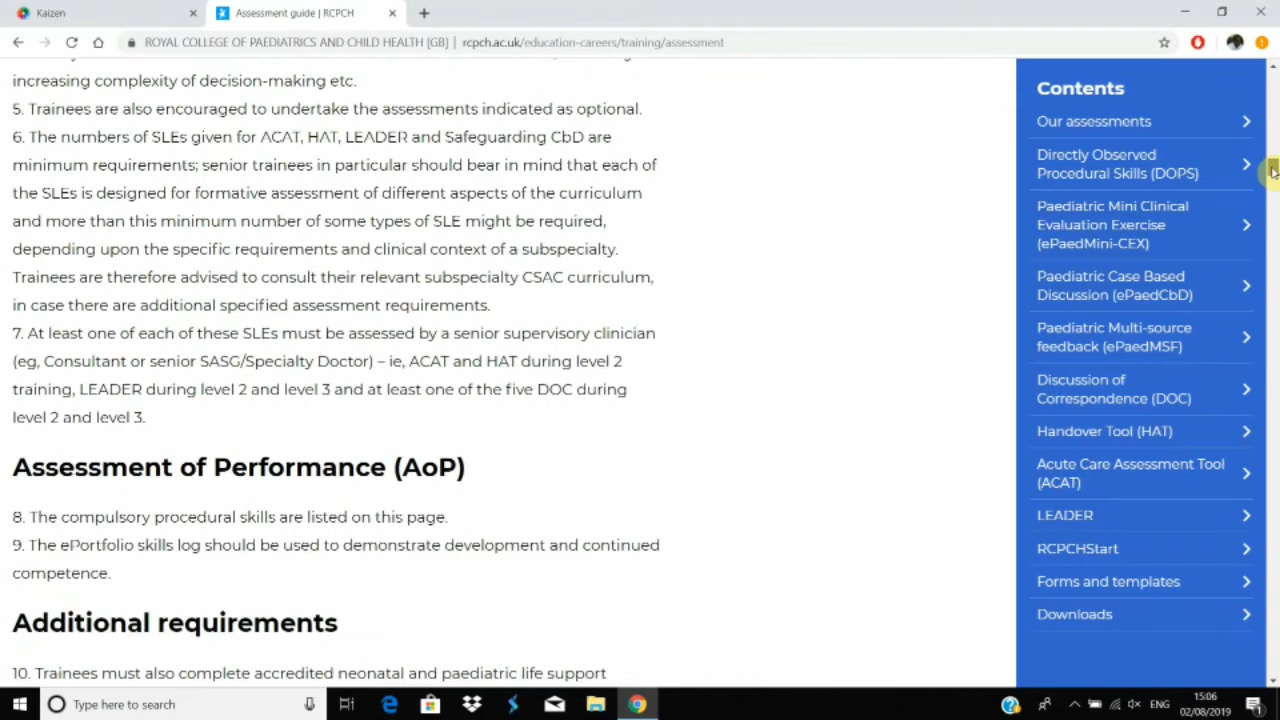 Kaizen
Assessment guide | RCPCH
ROYAL COLLEGE OF PAEDIATRICS AND CHILD HEALTH [GB] | rcpch.ac.uk/education-careers/training/assessment
increasing complexity of decision-making etc.
5. Trainees are also encouraged to undertake the assessments indicated as optional.
6. The numbers of SLEs given for ACAT, HAT, LEADER and Safeguarding CbD are
minimum requirements; senior trainees in particular should bear in mind that each of
the SLEs is designed for formative assessment of different aspects of the curriculum
and more than this minimum number of some types of SLE might be required,
depending upon the specific requirements and clinical context of a subspecialty.
Trainees are therefore advised to consult their relevant subspecialty CSAC curriculum,
in case there are additional specified assessment requirements.
7. At least one of each of these SLEs must be assessed by a senior supervisory clinician
(eg, Consultant or senior SASG/Specialty Doctor) – ie, ACAT and HAT during level 2
training, LEADER during level 2 and level 3 and at least one of the five DOC during
level 2 and level 3.
Assessment of Performance (AoP)
8. The compulsory procedural skills are listed on this page.
9. The ePortfolio skills log should be used to demonstrate development and continued
competence.
Additional requirements
10. Trainees must also complete accredited neonatal and paediatric life support
Contents
Our assessments
Directly Observed
Procedural Skills (DOPS)
Paediatric Mini Clinical
Evaluation Exercise
(ePaedMini-CEX)
Paediatric Case Based
Discussion (ePaedCbD)
Paediatric Multi-source
feedback (ePaedMSF)
Discussion of
Correspondence (DOC)
Handover Tool (HAT)
Acute Care Assessment Tool
(ACAT)
LEADER
RCPCHStart
Forms and templates
Downloads
Type here to search
ENG
15:06
02/08/2019
1